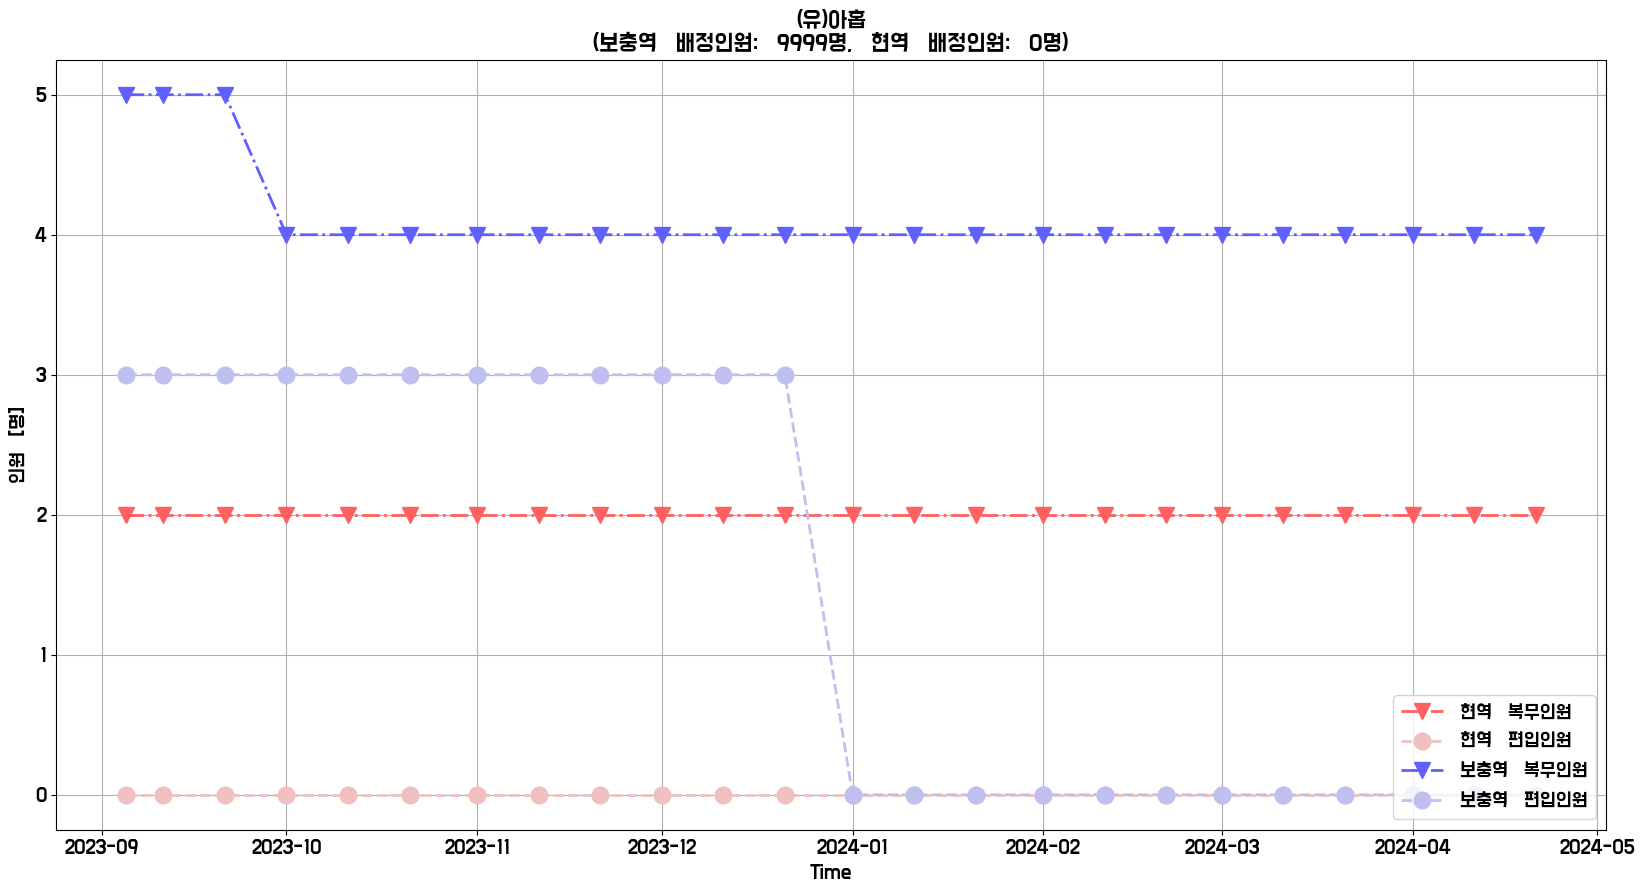 (유)아홉
(보충역 배정인원: 9999명, 현역 배정인원: 0명)
5
4
3
2
1
0
인원 [명]
현역 복무인원
현역 편입인원
보충역 복무인원
보충역 편입인원
2023-09 2023-10 2023-11 2023-12 2024-01 2024-02 2024-03 2024-04 2024-05
Time